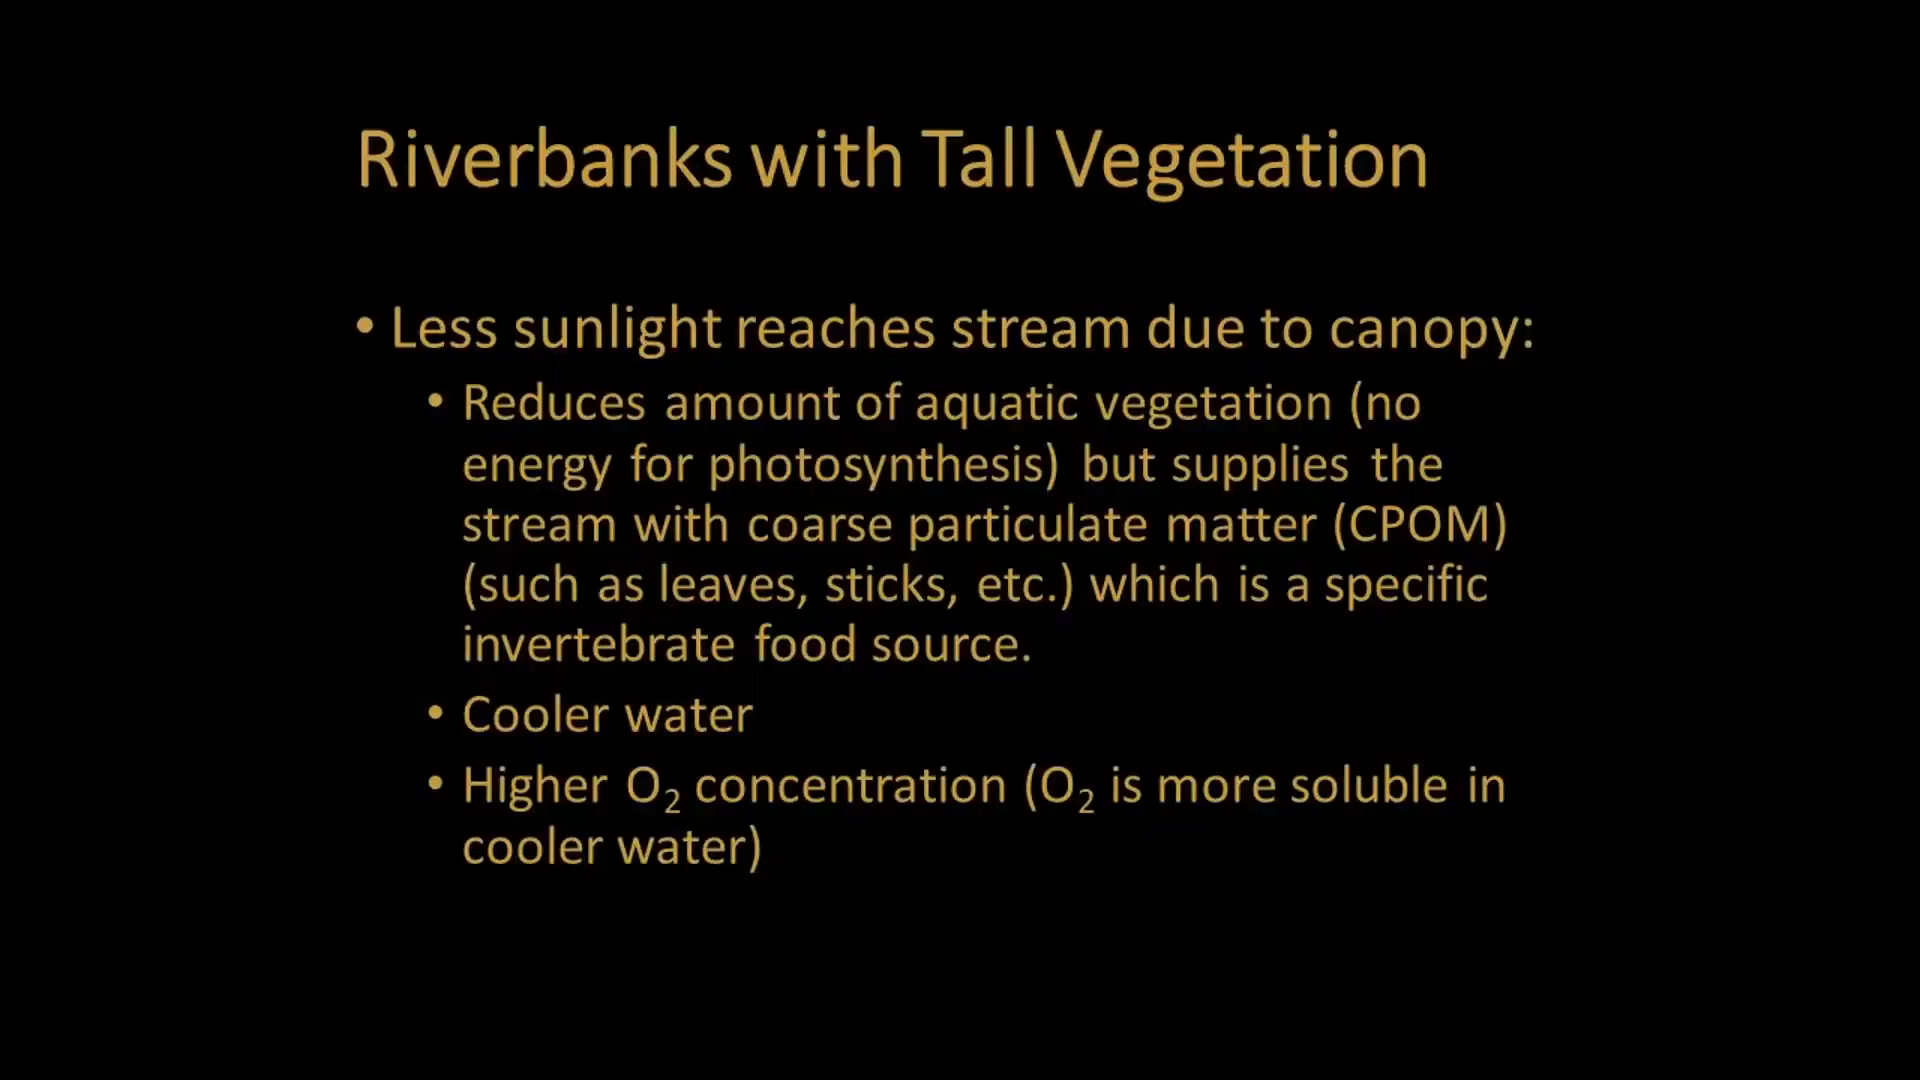 Riverbanks with Tall Vegetation
• Less sunlight reaches stream due to canopy:
• Reduces amount of aquatic vegetation (no
energy for photosynthesis) but supplies the
stream with coarse particulate matter (CPOM)
(such as leaves, sticks, etc.) which is a specific
invertebrate food source.
• Cooler water
• Higher O₂ concentration (O₂ is more soluble in
cooler water)